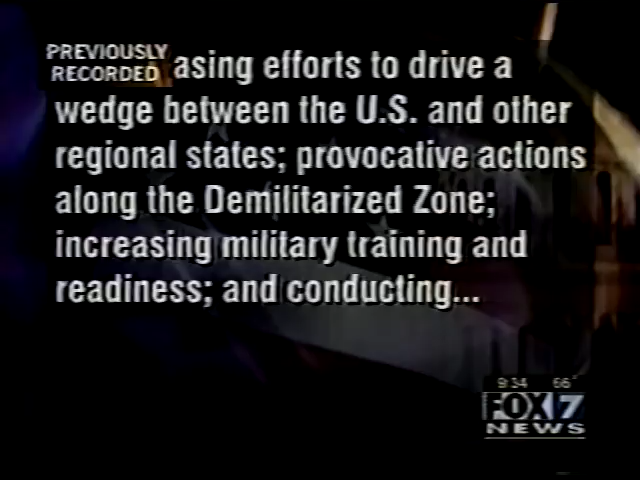 PREVIOUSLY
RECORDED
asing efforts to drive a
wedge between the U.S. and other
regional states; provocative actions
along the Demilitarized Zone;
increasing military training and
readiness; and conducting...
9:34 66°
FOX 7
NEWS